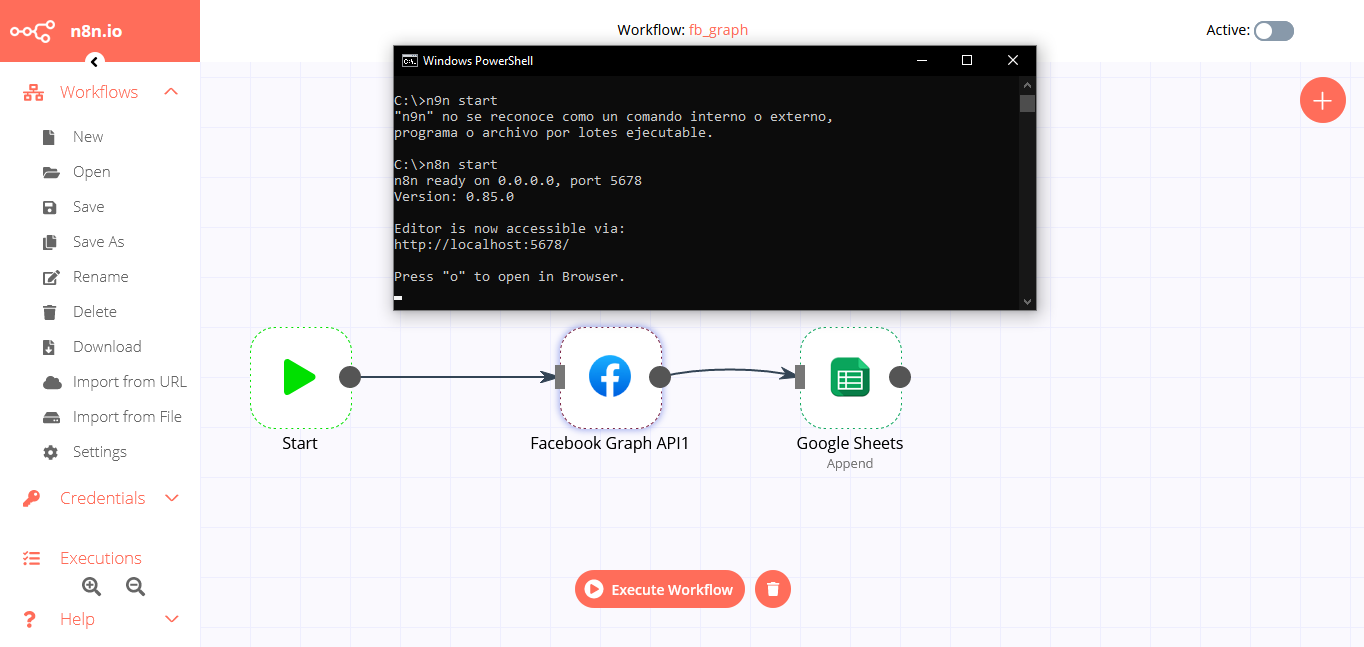 n8n.io
Workflow: fb_graph
Active:
Windows PowerShell
C:\>n9n start
"n9n" no se reconoce como un comando interno o externo,
programa o archivo por lotes ejecutable.
C:\>n8n start
n8n ready on 0.0.0.0, port 5678
Version: 0.85.0
Editor is now accessible via:
http://localhost:5678/
Press "o" to open in Browser.
Workflows
New
Open
Save
Save As
Rename
Delete
Download
Import from URL
Import from File
Settings
Credentials
Executions
Help
Start
Facebook Graph API1
Google Sheets
Append
Execute Workflow